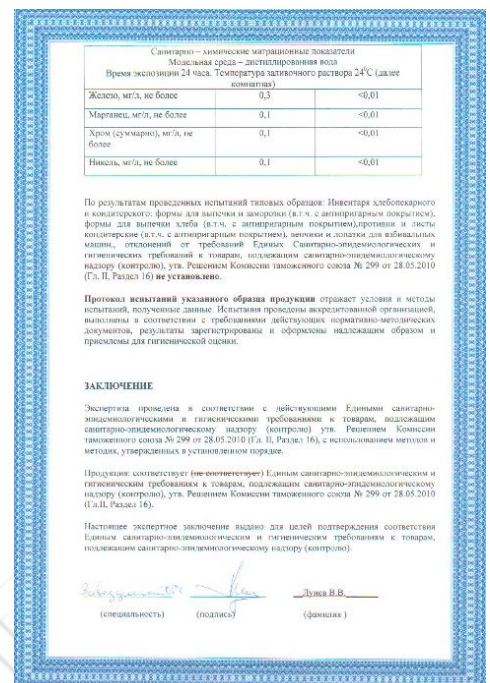 Санитарно – химические миграционные показатели
Модельная среда – дистиллированная вода
Время экспозиции 24 часа. Температура заливочного раствора 24⁰С (далее
комнатная)
Железо, мг/л, не более 0,3 <0,01
Марганец, мг/л, не более 0,1 <0,01
Хром (суммарно), мг/л, не 0,1 <0,01
более
Никель, мг/л, не более 0,1 <0,01
По результатам проведенных испытаний типовых образцов: Инвентаря хлебопекарного
и кондитерского: формы для выпечки и заморозки (в.т.ч. с антипригарным покрытием),
формы для выпечки хлеба (в.т.ч. с антипригарным покрытием),противни и листы
кондитерские (в.т.ч. с антипригарным покрытием), венчики и лопатки для взбивальных
машин., отклонений от требований Единых Санитарно-эпидемиологических и
гигиенических требований к товарам, подлежащим санитарно-эпидемиологическому
надзору (контролю), утв. Решением Комиссии таможенного союза № 299 от 28.05.2010
(Гл. II, Раздел 16) не установлено.
Протокол испытаний указанного образца продукции отражает условия и методы
испытаний, полученные данные. Испытания проведены аккредитованной организацией,
выполнены в соответствии с требованиями действующих нормативно-методических
документов, результаты зарегистрированы и оформлены надлежащим образом и
приемлемы для гигиенической оценки.
ЗАКЛЮЧЕНИЕ
Экспертиза проведена в соответствии с действующими Едиными санитарно-
эпидемиологическими и гигиеническими требованиями к товарам, подлежащим
санитарно-эпидемиологическому надзору (контролю) утв. Решением Комиссии
таможенного союза № 299 от 28.05.2010 (Гл. II, Раздел 16), с использованием методов и
методик, утвержденных в установленном порядке.
Продукция: соответствует (не соответствует) Единым санитарно-эпидемиологическим и
гигиеническим требованиям к товарам, подлежащим санитарно-эпидемиологическому
надзору (контролю), утв. Решением Комиссии таможенного союза № 299 от 28.05.2010
(Гл.II, Раздел 16).
Настоящее экспертное заключение выдано для целей подтверждения соответствия
Единым санитарно-эпидемиологическим и гигиеническим требованиям к товарам,
подлежащим санитарно-эпидемиологическому надзору (контролю).
Дунев В.В.
(специальность) (подпись) (фамилия )